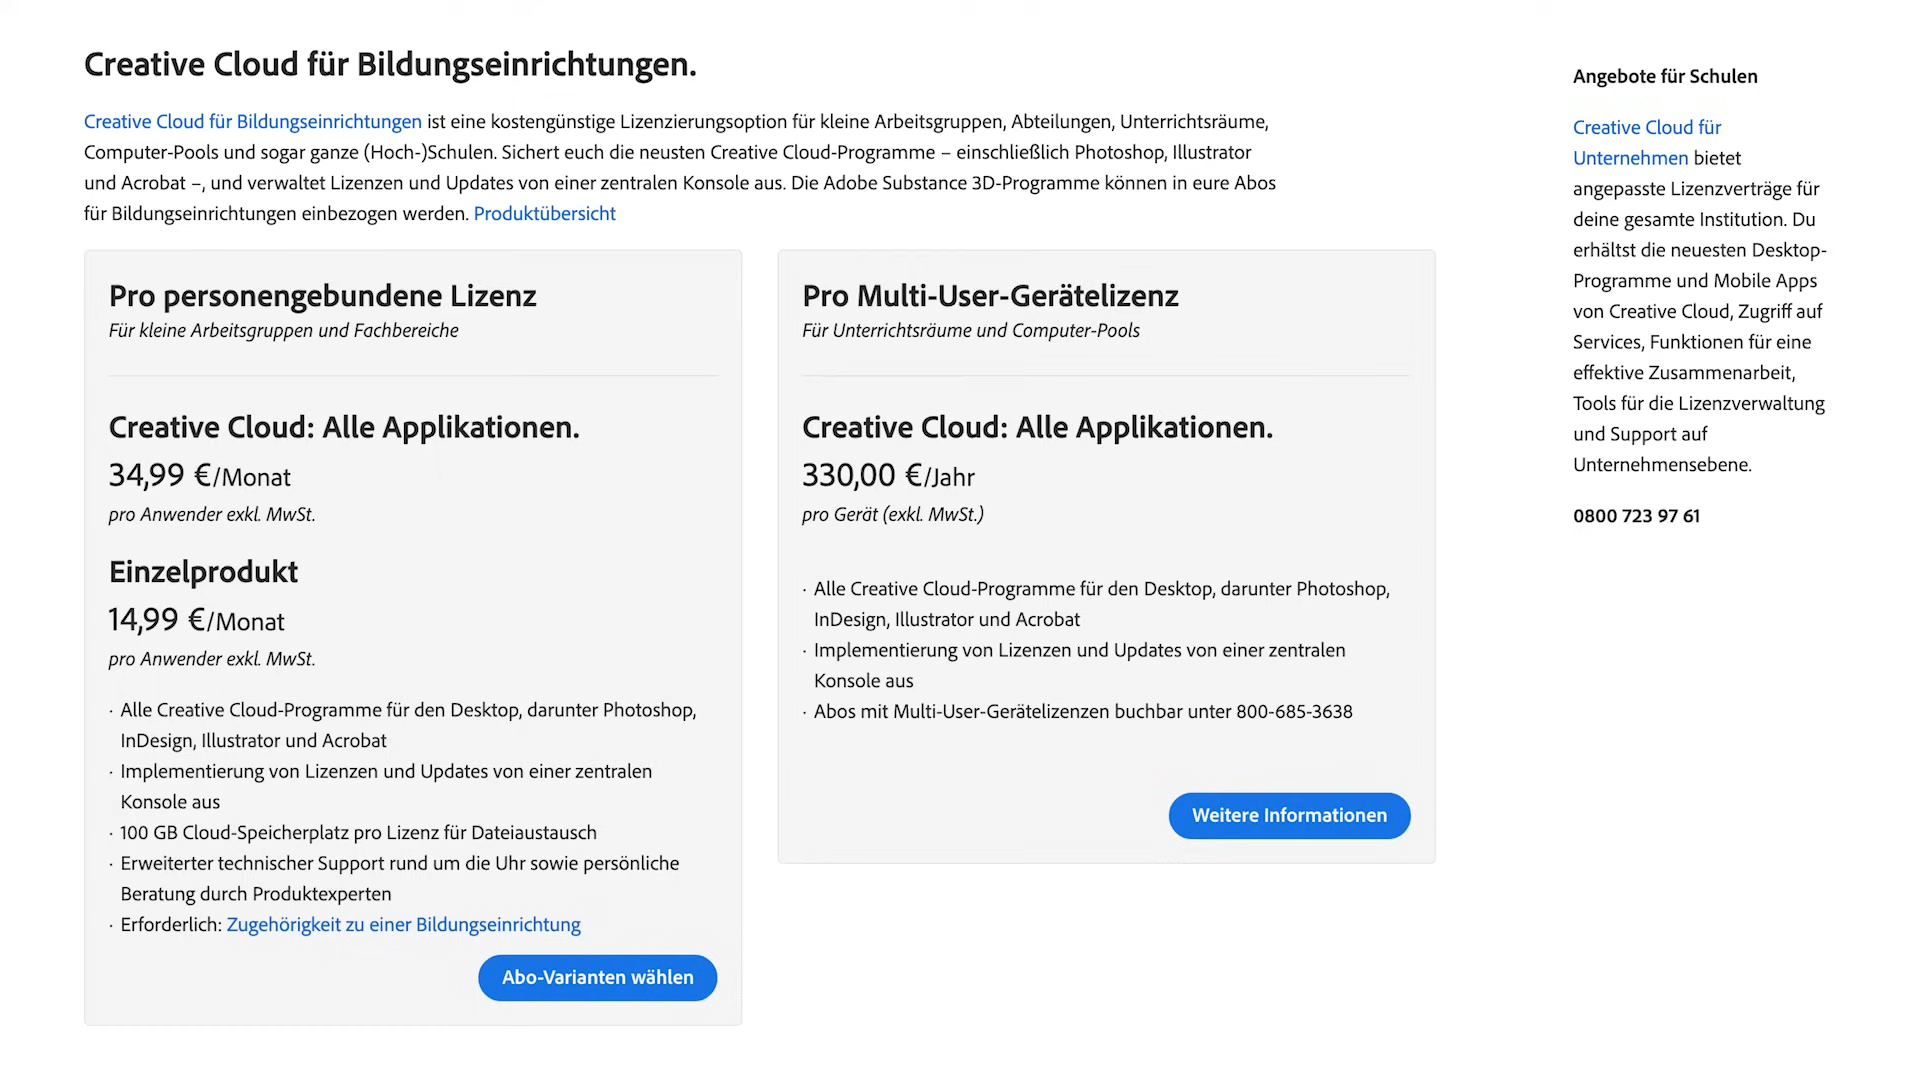 Creative Cloud für Bildungseinrichtungen.
Creative Cloud für Bildungseinrichtungen ist eine kostengünstige Lizenzierungsoption für kleine Arbeitsgruppen, Abteilungen, Unterrichtsräume,
Computer-Pools und sogar ganze (Hoch-)Schulen. Sichert euch die neusten Creative Cloud-Programme – einschließlich Photoshop, Illustrator
und Acrobat –, und verwaltet Lizenzen und Updates von einer zentralen Konsole aus. Die Adobe Substance 3D-Programme können in eure Abos
für Bildungseinrichtungen einbezogen werden. Produktübersicht
Pro personengebundene Lizenz
Für kleine Arbeitsgruppen und Fachbereiche
Creative Cloud: Alle Applikationen.
34,99 €/Monat
pro Anwender exkl. MwSt.
Einzelprodukt
14,99 €/Monat
pro Anwender exkl. MwSt.
· Alle Creative Cloud-Programme für den Desktop, darunter Photoshop,
InDesign, Illustrator und Acrobat
· Implementierung von Lizenzen und Updates von einer zentralen
Konsole aus
· 100 GB Cloud-Speicherplatz pro Lizenz für Dateiaustausch
· Erweiterter technischer Support rund um die Uhr sowie persönliche
Beratung durch Produktexperten
· Erforderlich: Zugehörigkeit zu einer Bildungseinrichtung
Abo-Varianten wählen
Pro Multi-User-Gerätelizenz
Für Unterrichtsräume und Computer-Pools
Creative Cloud: Alle Applikationen.
330,00 €/Jahr
pro Gerät (exkl. MwSt.)
· Alle Creative Cloud-Programme für den Desktop, darunter Photoshop,
InDesign, Illustrator und Acrobat
· Implementierung von Lizenzen und Updates von einer zentralen
Konsole aus
· Abos mit Multi-User-Gerätelizenzen buchbar unter 800-685-3638
Weitere Informationen
Angebote für Schulen
Creative Cloud für
Unternehmen bietet
angepasste Lizenzverträge für
deine gesamte Institution. Du
erhältst die neuesten Desktop-
Programme und Mobile Apps
von Creative Cloud, Zugriff auf
Services, Funktionen für eine
effektive Zusammenarbeit,
Tools für die Lizenzverwaltung
und Support auf
Unternehmensebene.
0800 723 97 61